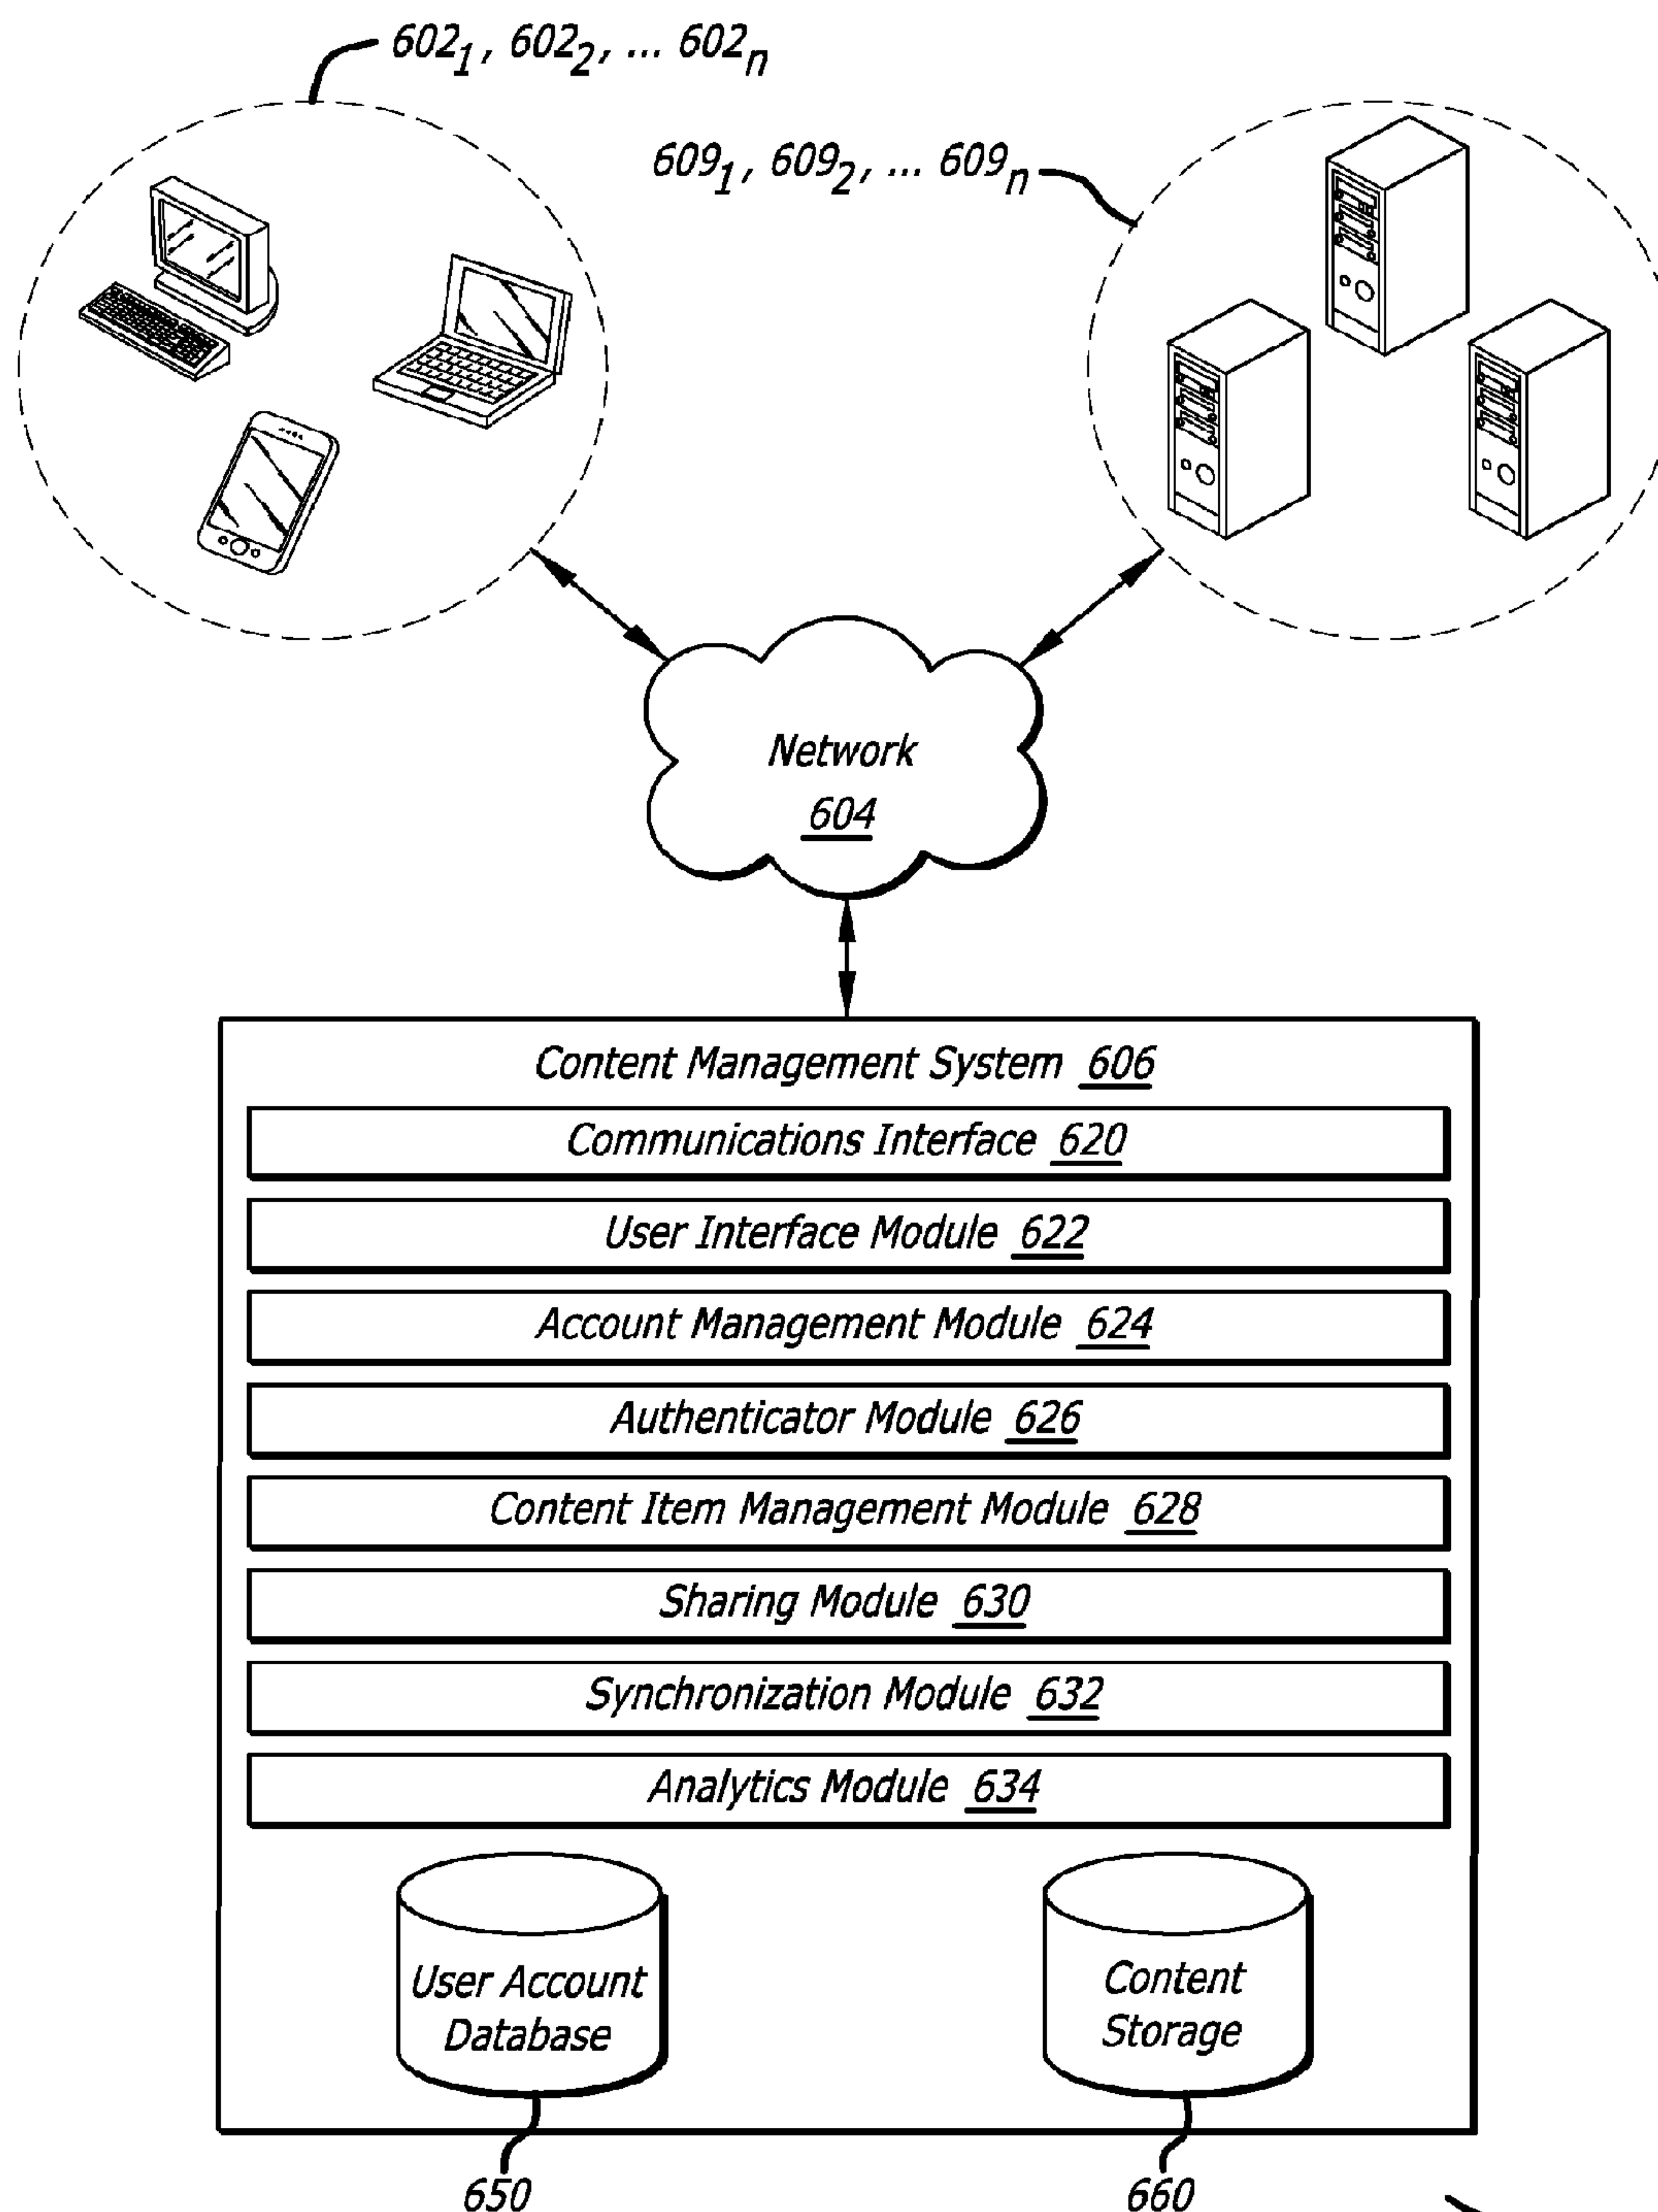 602₁, 602₂, ... 602ₙ
609₁, 609₂, ... 609ₙ
Network
604
Content Management System 606
Communications Interface 620
User Interface Module 622
Account Management Module 624
Authenticator Module 626
Content Item Management Module 628
Sharing Module 630
Synchronization Module 632
Analytics Module 634
User Account
Database
Content
Storage
650
660